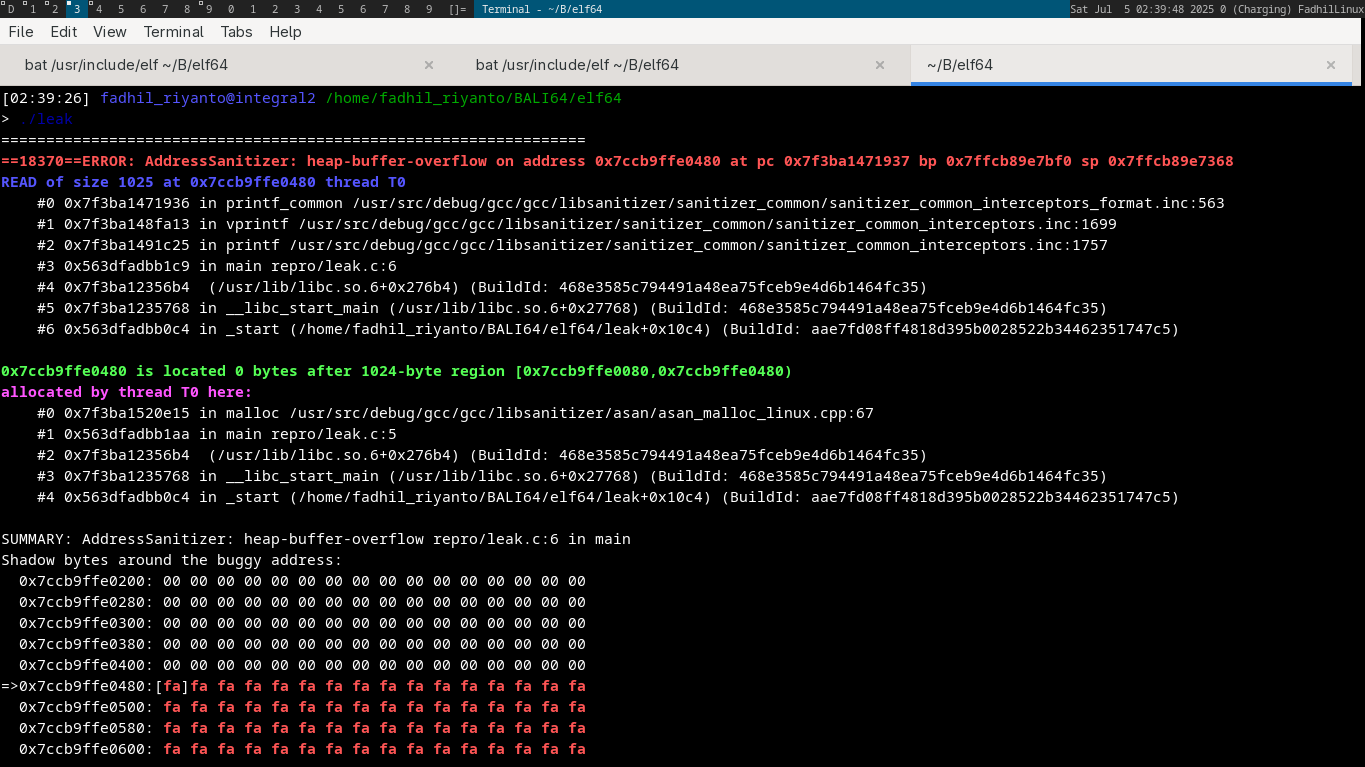 D 1 2 3 4 5 6 7 8 9 0 1 2 3 4 5 6 7 8 9 []= Terminal - ~/B/elf64 Sat Jul 5 02:39:48 2025 0 (Charging) FadhilLinux
File Edit View Terminal Tabs Help
bat /usr/include/elf ~/B/elf64 × bat /usr/include/elf ~/B/elf64 × ~/B/elf64 ×
[02:39:26] fadhil_riyanto@integral2 /home/fadhil_riyanto/BALI64/elf64
> ./leak
=================================================================
==18370==ERROR: AddressSanitizer: heap-buffer-overflow on address 0x7ccb9ffe0480 at pc 0x7f3ba1471937 bp 0x7ffcb89e7bf0 sp 0x7ffcb89e7368
READ of size 1025 at 0x7ccb9ffe0480 thread T0
    #0 0x7f3ba1471936 in printf_common /usr/src/debug/gcc/gcc/libsanitizer/sanitizer_common/sanitizer_common_interceptors_format.inc:563
    #1 0x7f3ba148fa13 in vprintf /usr/src/debug/gcc/gcc/libsanitizer/sanitizer_common/sanitizer_common_interceptors.inc:1699
    #2 0x7f3ba1491c25 in printf /usr/src/debug/gcc/gcc/libsanitizer/sanitizer_common/sanitizer_common_interceptors.inc:1757
    #3 0x563dfadbb1c9 in main repro/leak.c:6
    #4 0x7f3ba12356b4  (/usr/lib/libc.so.6+0x276b4) (BuildId: 468e3585c794491a48ea75fceb9e4d6b1464fc35)
    #5 0x7f3ba1235768 in __libc_start_main (/usr/lib/libc.so.6+0x27768) (BuildId: 468e3585c794491a48ea75fceb9e4d6b1464fc35)
    #6 0x563dfadbb0c4 in _start (/home/fadhil_riyanto/BALI64/elf64/leak+0x10c4) (BuildId: aae7fd08ff4818d395b0028522b34462351747c5)

0x7ccb9ffe0480 is located 0 bytes after 1024-byte region [0x7ccb9ffe0080,0x7ccb9ffe0480)
allocated by thread T0 here:
    #0 0x7f3ba1520e15 in malloc /usr/src/debug/gcc/gcc/libsanitizer/asan/asan_malloc_linux.cpp:67
    #1 0x563dfadbb1aa in main repro/leak.c:5
    #2 0x7f3ba12356b4  (/usr/lib/libc.so.6+0x276b4) (BuildId: 468e3585c794491a48ea75fceb9e4d6b1464fc35)
    #3 0x7f3ba1235768 in __libc_start_main (/usr/lib/libc.so.6+0x27768) (BuildId: 468e3585c794491a48ea75fceb9e4d6b1464fc35)
    #4 0x563dfadbb0c4 in _start (/home/fadhil_riyanto/BALI64/elf64/leak+0x10c4) (BuildId: aae7fd08ff4818d395b0028522b34462351747c5)

SUMMARY: AddressSanitizer: heap-buffer-overflow repro/leak.c:6 in main
Shadow bytes around the buggy address:
  0x7ccb9ffe0200: 00 00 00 00 00 00 00 00 00 00 00 00 00 00 00 00
  0x7ccb9ffe0280: 00 00 00 00 00 00 00 00 00 00 00 00 00 00 00 00
  0x7ccb9ffe0300: 00 00 00 00 00 00 00 00 00 00 00 00 00 00 00 00
  0x7ccb9ffe0380: 00 00 00 00 00 00 00 00 00 00 00 00 00 00 00 00
  0x7ccb9ffe0400: 00 00 00 00 00 00 00 00 00 00 00 00 00 00 00 00
=>0x7ccb9ffe0480:[fa]fa fa fa fa fa fa fa fa fa fa fa fa fa fa fa
  0x7ccb9ffe0500: fa fa fa fa fa fa fa fa fa fa fa fa fa fa fa fa
  0x7ccb9ffe0580: fa fa fa fa fa fa fa fa fa fa fa fa fa fa fa fa
  0x7ccb9ffe0600: fa fa fa fa fa fa fa fa fa fa fa fa fa fa fa fa